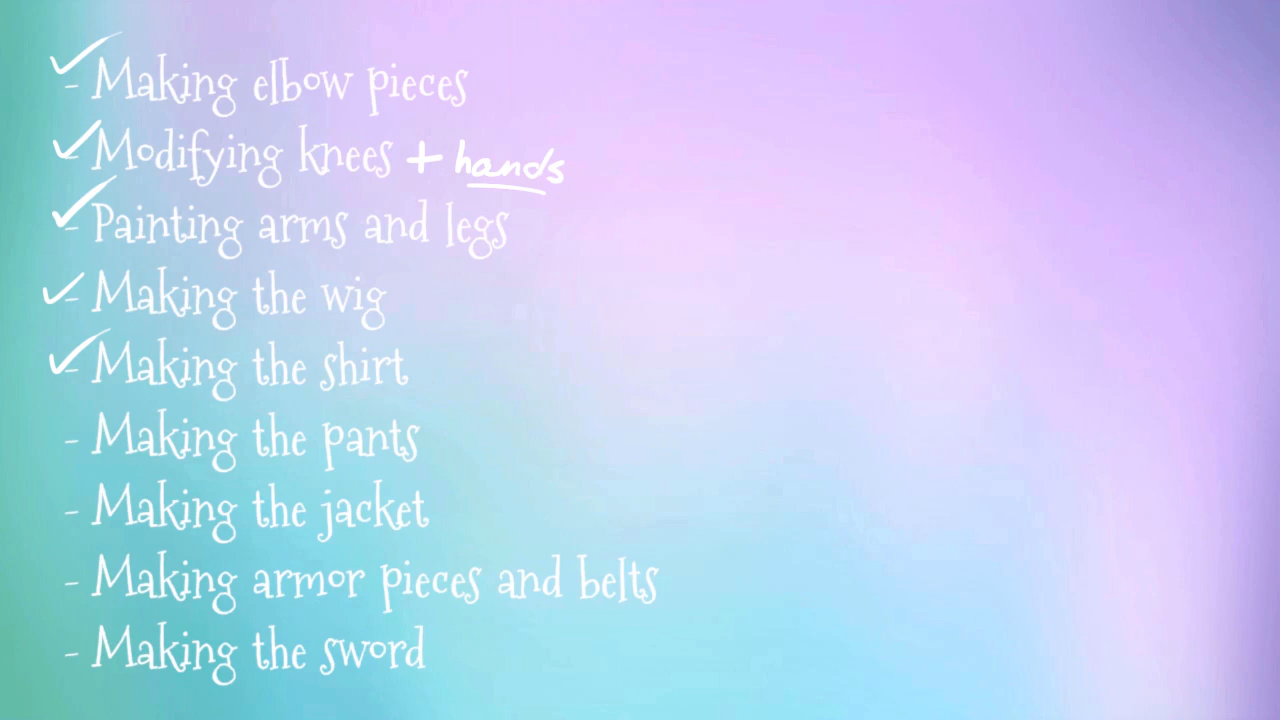 ✓- Making elbow pieces
✓- Modifying knees + hands
✓- Painting arms and legs
✓- Making the wig
✓- Making the shirt
- Making the pants
- Making the jacket
- Making armor pieces and belts
- Making the sword